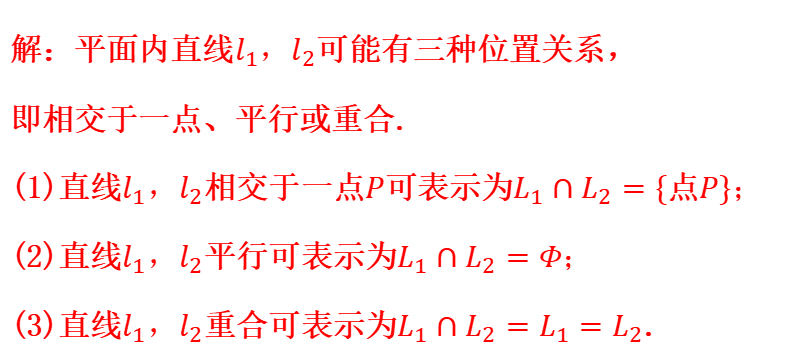 解：平面内直线l₁，l₂可能有三种位置关系，
即相交于一点、平行或重合.
(1)直线l₁，l₂相交于一点P可表示为L₁ ∩ L₂ = {点P}；
(2)直线l₁，l₂平行可表示为L₁ ∩ L₂ = Φ；
(3)直线l₁，l₂重合可表示为L₁ ∩ L₂ = L₁ = L₂.